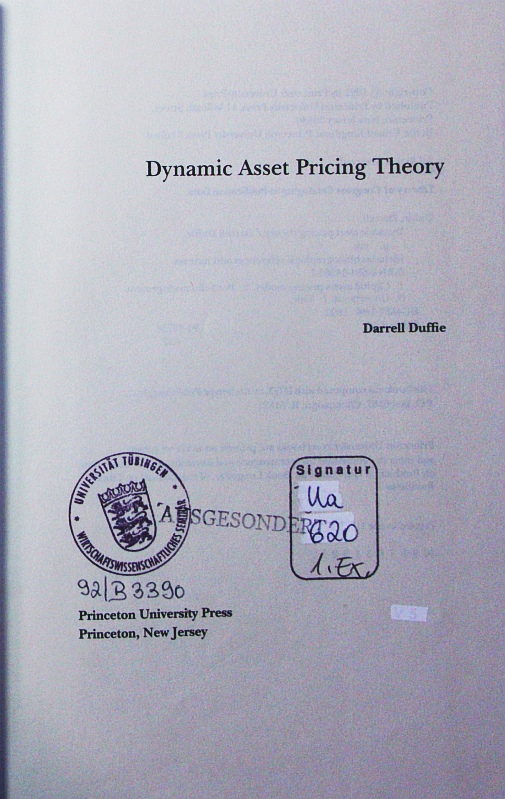 Dynamic Asset Pricing Theory
Darrell Duffie
UNIVERSITÄT TÜBINGEN
WIRTSCHAFTSWISSENSCHAFTLICHES SEMINAR
AUSGESONDERT
Signatur
Ua
620
1. Ex.
92/B 3390
Princeton University Press
Princeton, New Jersey